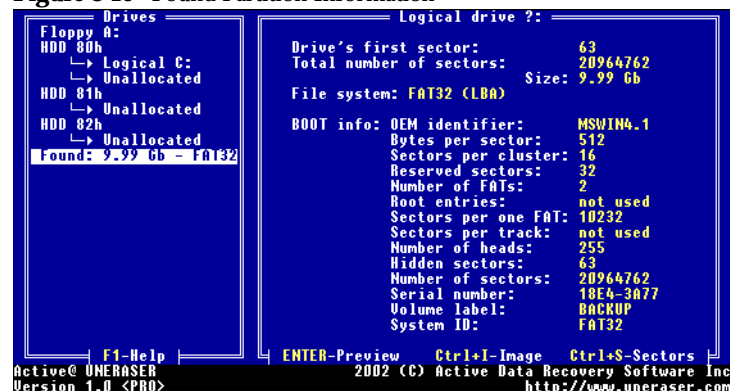 Drives
Floppy A:
HDD 80h
Logical C:
Unallocated
HDD 81h
Unallocated
HDD 82h
Unallocated
Found: 9.99 Gb - FAT32
F1-Help
Logical drive ?:
Drive's first sector: 63
Total number of sectors: 20964762
Size: 9.99 Gb
File system: FAT32 (LBA)
BOOT info: OEM identifier: MSWIN4.1
Bytes per sector: 512
Sectors per cluster: 16
Reserved sectors: 32
Number of FATs: 2
Root entries: not used
Sectors per one FAT: 10232
Sectors per track: not used
Number of heads: 255
Hidden sectors: 63
Number of sectors: 20964762
Serial number: 18E4-3A77
Volume label: BACKUP
System ID: FAT32
ENTER-Preview Ctrl+I-Image Ctrl+S-Sectors
Active@ UNERASER 2002 (C) Active Data Recovery Software Inc
Version 1.0 <PRO> http://www.uneraser.com